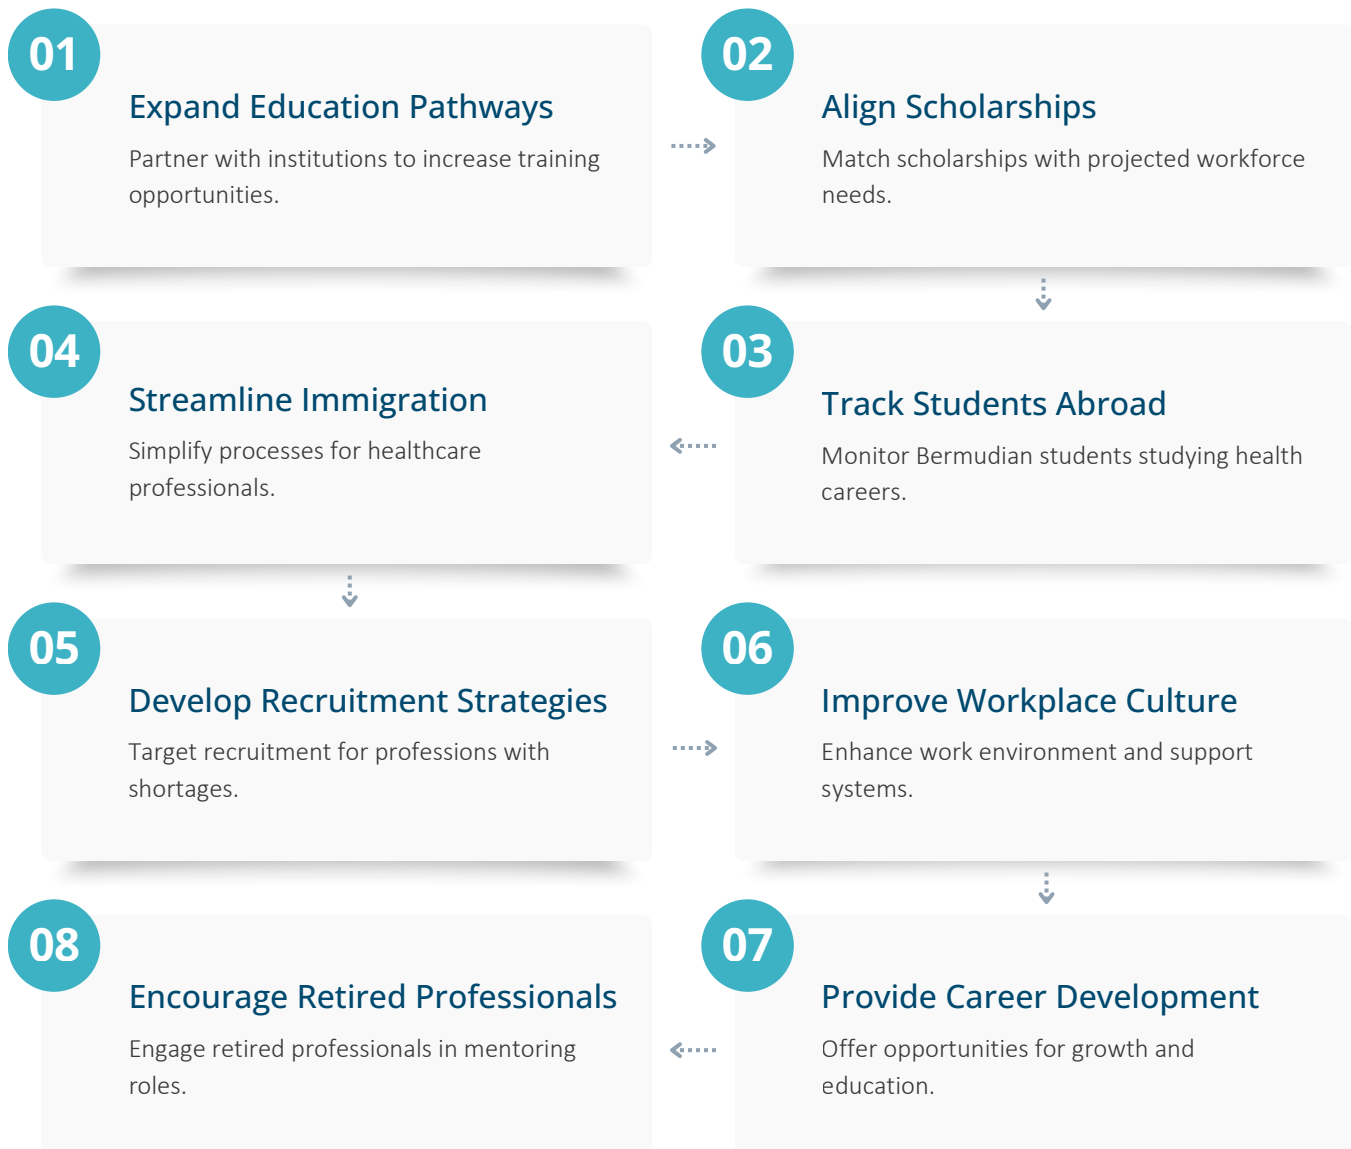 01
Expand Education Pathways
Partner with institutions to increase training
opportunities.
02
Align Scholarships
Match scholarships with projected workforce
needs.
03
Track Students Abroad
Monitor Bermudian students studying health
careers.
04
Streamline Immigration
Simplify processes for healthcare
professionals.
05
Develop Recruitment Strategies
Target recruitment for professions with
shortages.
06
Improve Workplace Culture
Enhance work environment and support
systems.
07
Provide Career Development
Offer opportunities for growth and
education.
08
Encourage Retired Professionals
Engage retired professionals in mentoring
roles.